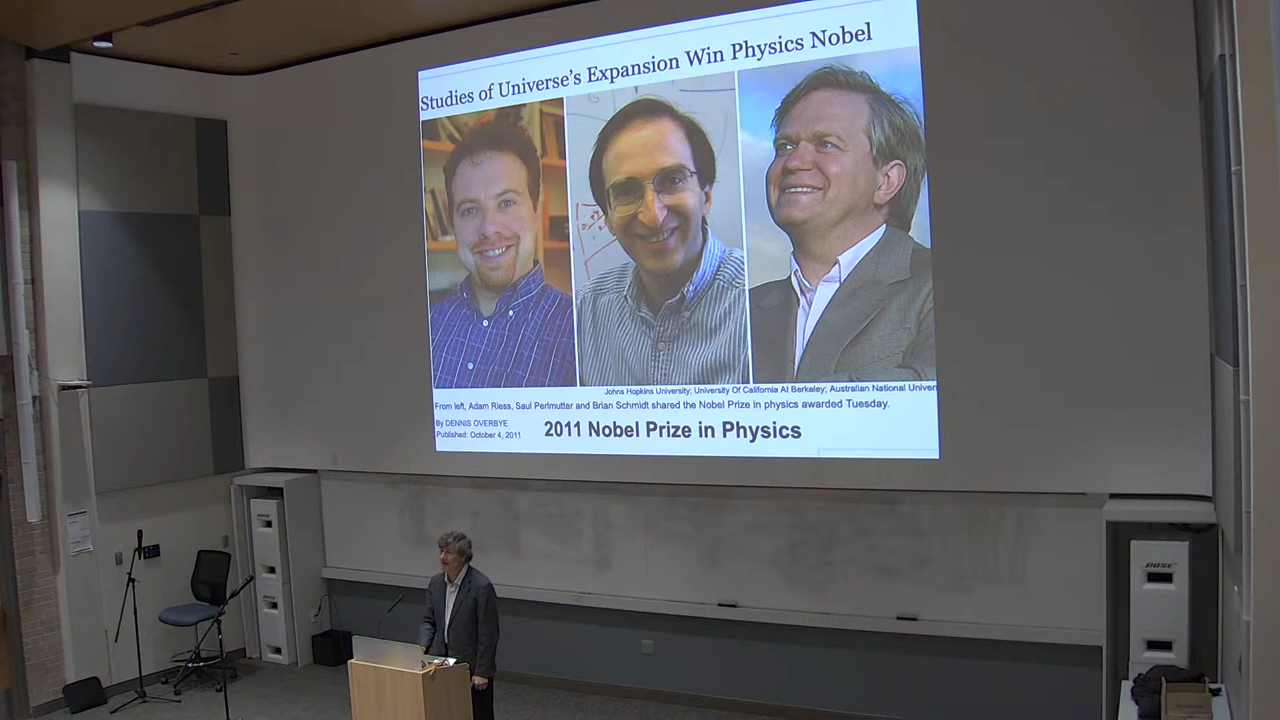 Studies of Universe's Expansion Win Physics Nobel
Johns Hopkins University; University Of California At Berkeley; Australian National Univer
From left, Adam Riess, Saul Perlmutter and Brian Schmidt shared the Nobel Prize in physics awarded Tuesday.
By DENNIS OVERBYE
Published: October 4, 2011
2011 Nobel Prize in Physics
BOSE
BOSE
BOSE